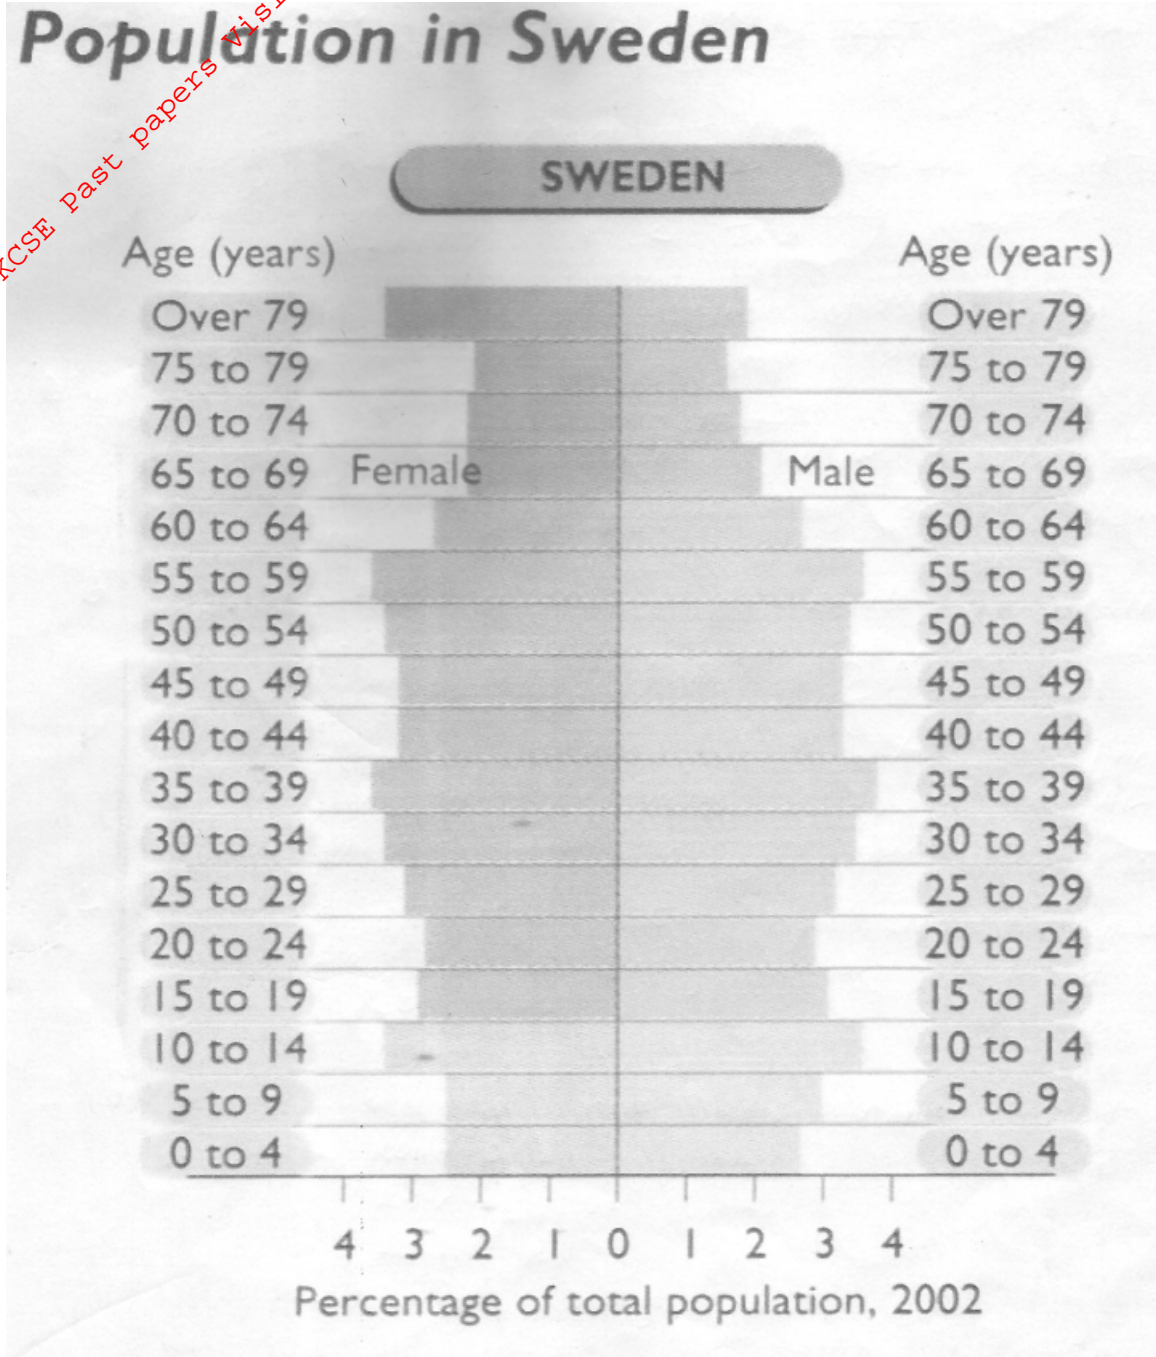 Population in Sweden
KCSE Past papers
SWEDEN
Age (years) Age (years)
Over 79 Over 79
75 to 79 75 to 79
70 to 74 70 to 74
65 to 69 Female Male 65 to 69
60 to 64 60 to 64
55 to 59 55 to 59
50 to 54 50 to 54
45 to 49 45 to 49
40 to 44 40 to 44
35 to 39 35 to 39
30 to 34 30 to 34
25 to 29 25 to 29
20 to 24 20 to 24
15 to 19 15 to 19
10 to 14 10 to 14
5 to 9 5 to 9
0 to 4 0 to 4
4 3 2 1 0 1 2 3 4
Percentage of total population, 2002